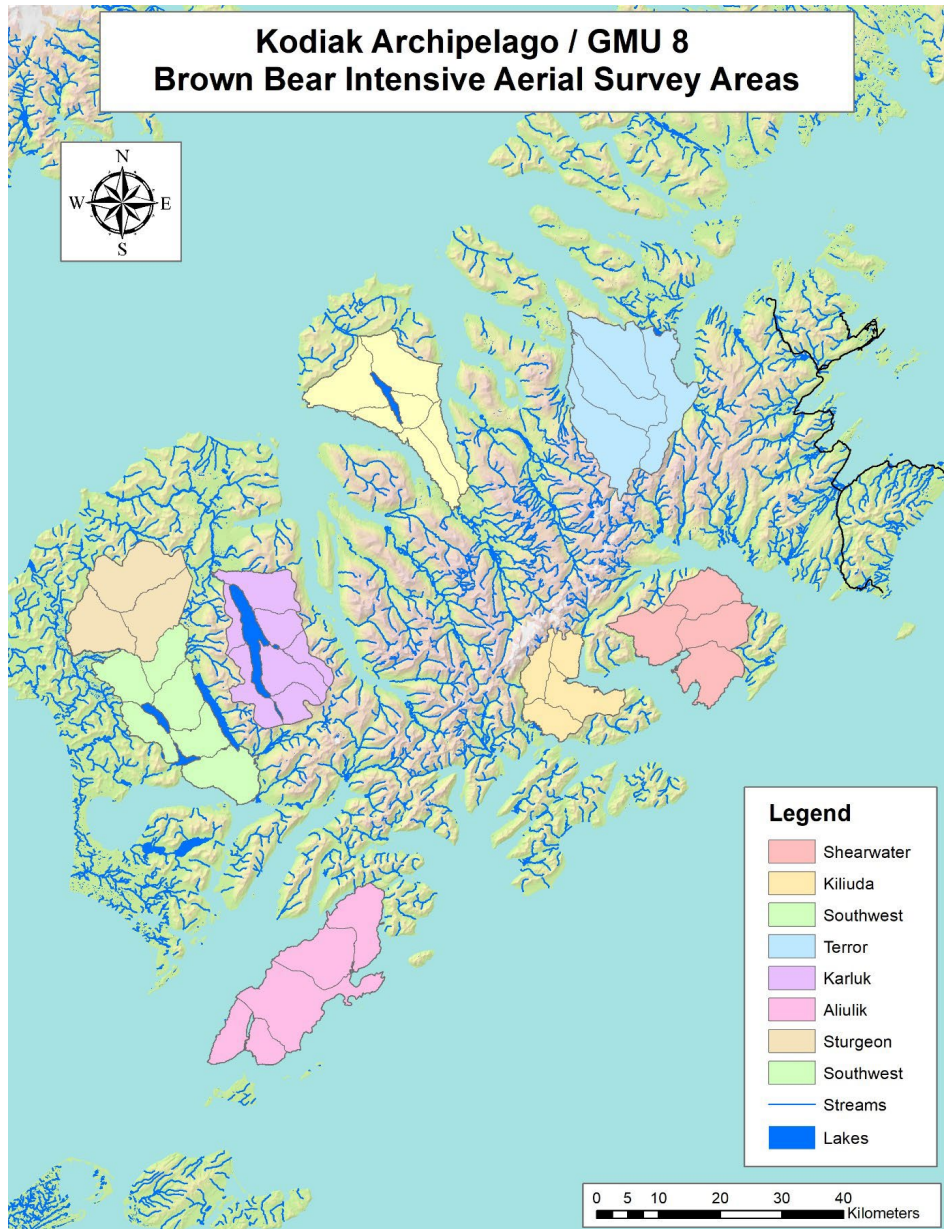 Kodiak Archipelago / GMU 8
Brown Bear Intensive Aerial Survey Areas
N
W E
S
Legend
Shearwater
Kiliuda
Southwest
Terror
Karluk
Aliulik
Sturgeon
Southwest
Streams
Lakes
0 5 10 20 30 40
Kilometers